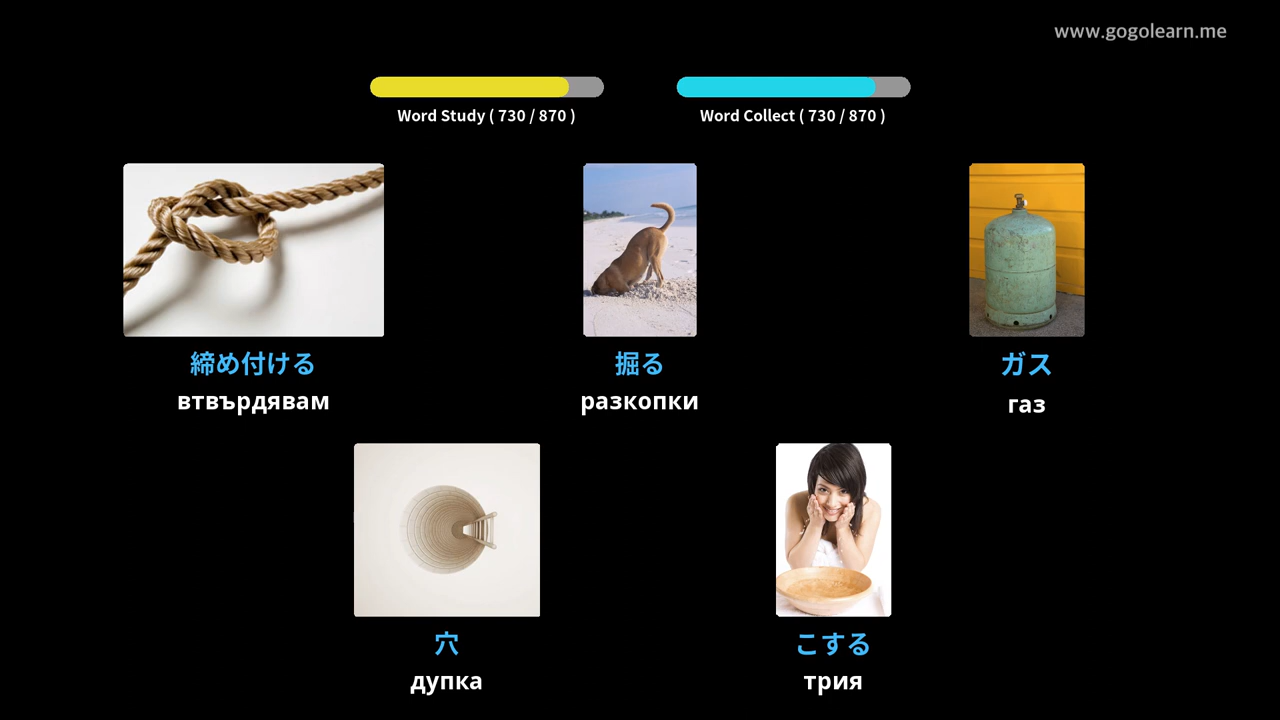 www.gogolearn.me
Word Study ( 730 / 870 )
Word Collect ( 730 / 870 )
締め付ける
втвърдявам
掘る
разкопки
ガス
газ
穴
дупка
こする
трия